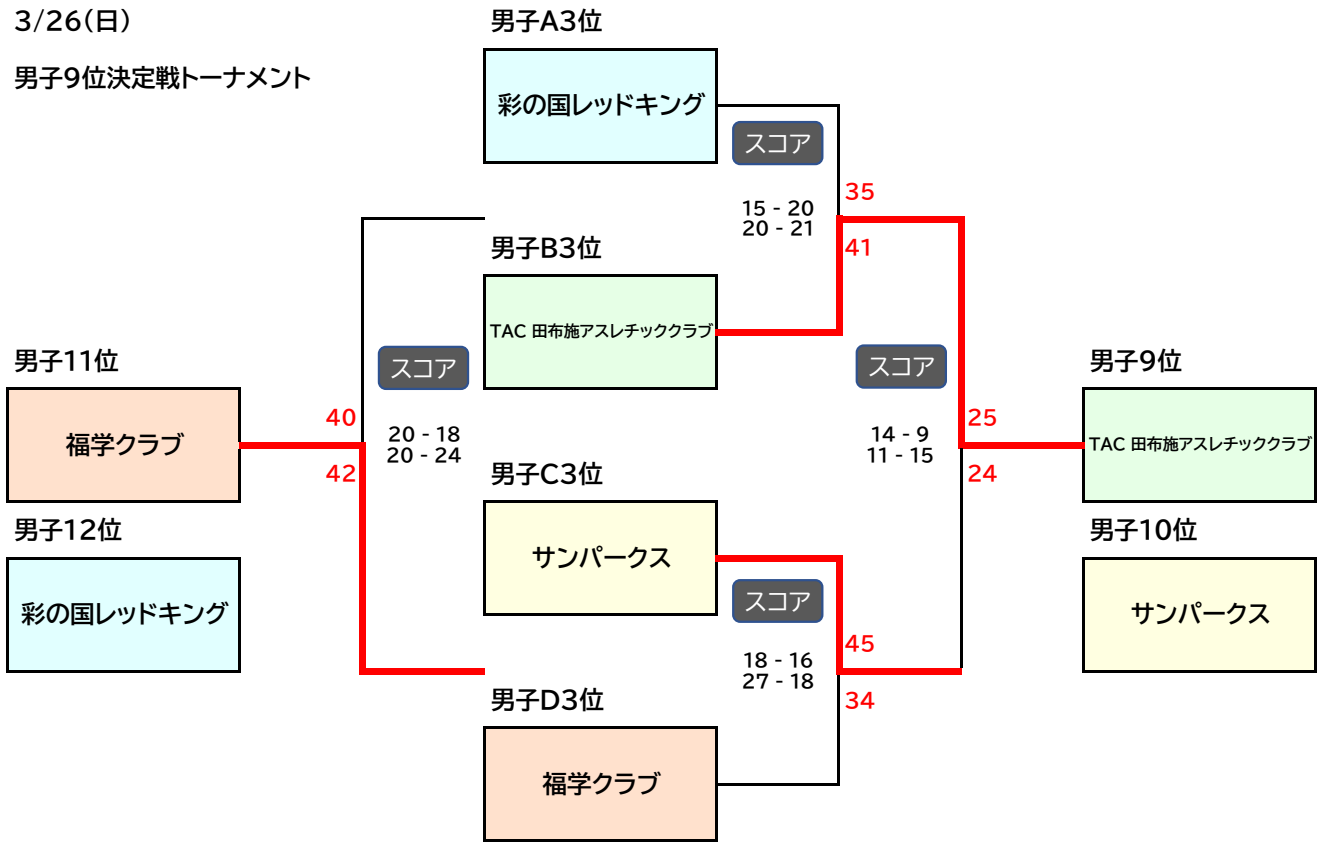 3/26(日)
男子9位決定戦トーナメント
男子A3位
彩の国レッドキング
スコア
15 - 20
20 - 21
35
41
男子B3位
TAC 田布施アスレチッククラブ
男子11位
福学クラブ
男子12位
彩の国レッドキング
40
42
スコア
20 - 18
20 - 24
男子C3位
サンパークス
スコア
18 - 16
27 - 18
45
34
男子D3位
福学クラブ
スコア
14 - 9
11 - 15
25
24
男子9位
TAC 田布施アスレチッククラブ
男子10位
サンパークス